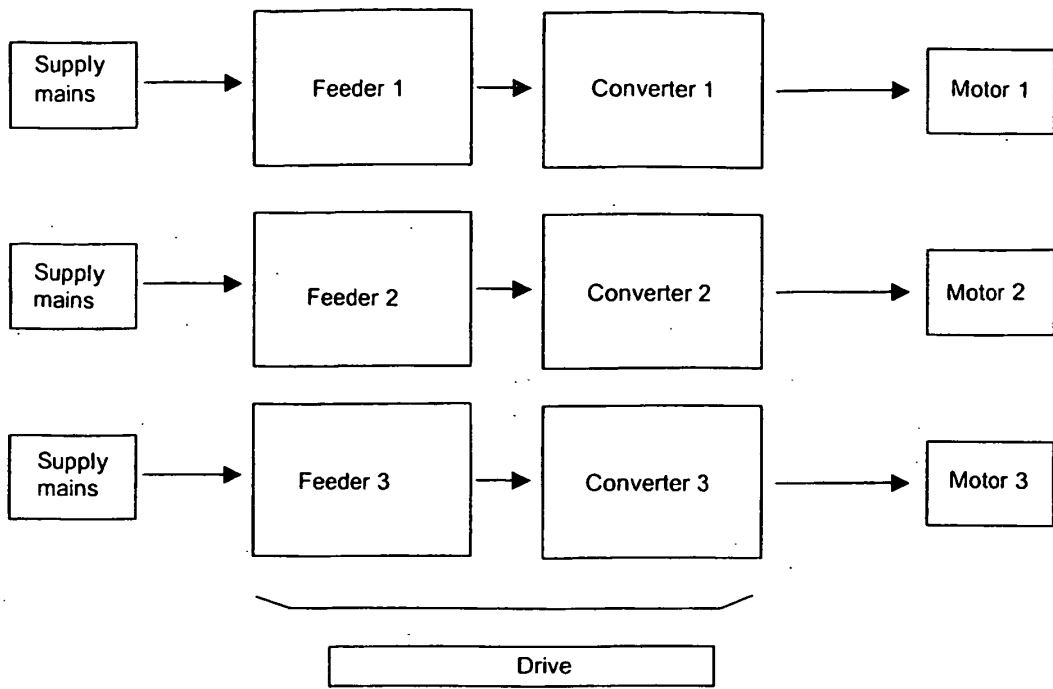 Supply
mains
Feeder 1
Converter 1
Motor 1
Supply
mains
Feeder 2
Converter 2
Motor 2
Supply
mains
Feeder 3
Converter 3
Motor 3
Drive